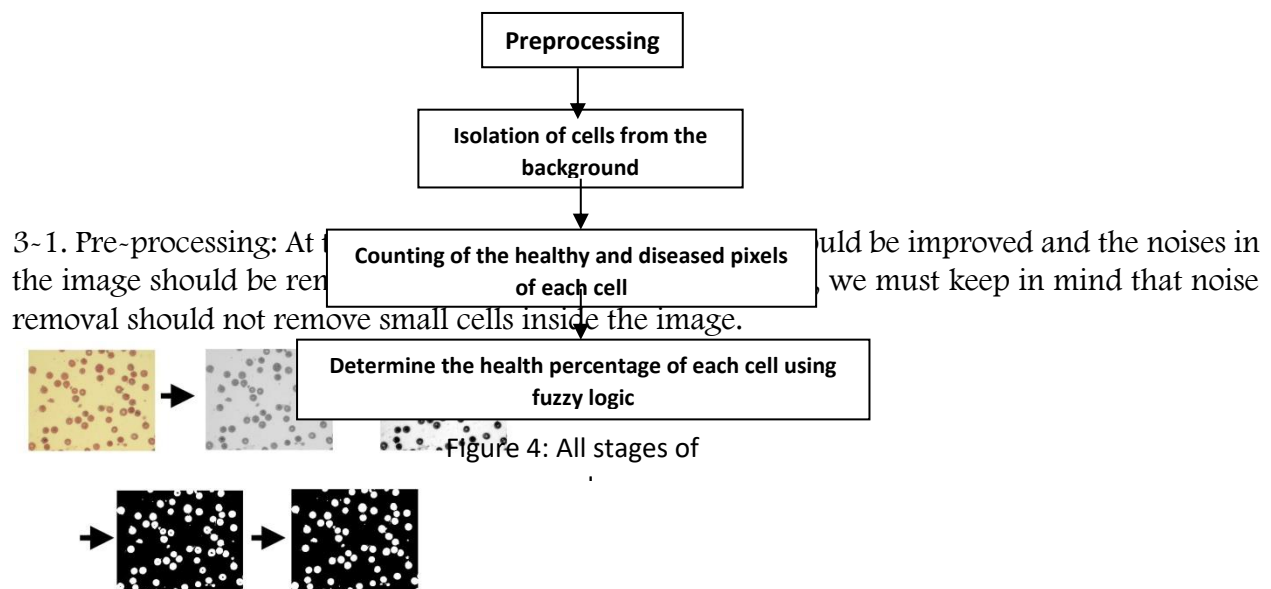 Preprocessing
Isolation of cells from the
background
Counting of the healthy and diseased pixels
of each cell
Determine the health percentage of each cell using
fuzzy logic
3-1. Pre-processing: At be improved and the noises in
the image should be , we must keep in mind that noise
removal should not remove small cells inside the image.
Figure 4: All stages of